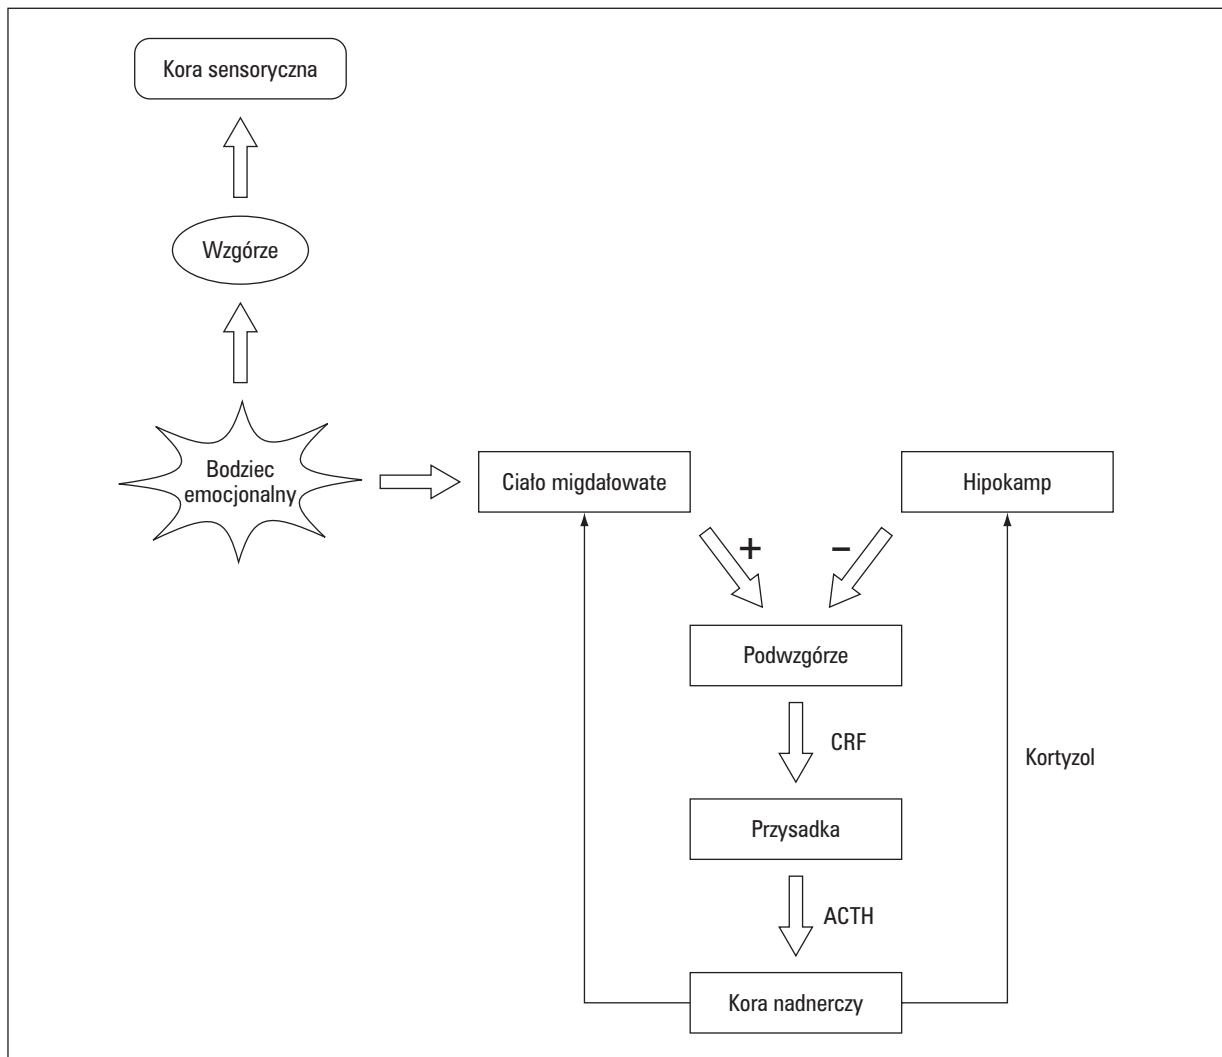 Kora sensoryczna
Wzgórze
Bodziec
emocjonalny
Ciało migdałowate
Hipokamp
+
–
Podwzgórze
CRF
Kortyzol
Przysadka
ACTH
Kora nadnerczy